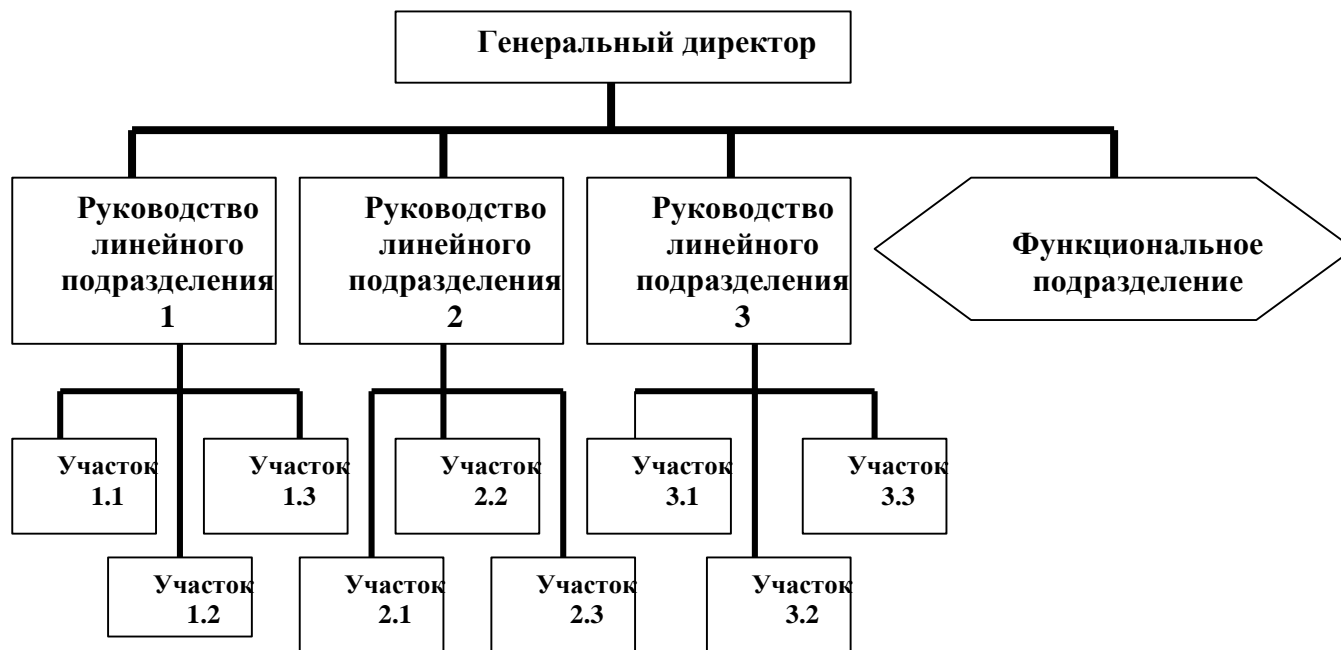 Генеральный директор
Руководство
линейного
подразделения
1
Руководство
линейного
подразделения
2
Руководство
линейного
подразделения
3
Функциональное
подразделение
Участок
1.1
Участок
1.3
Участок
2.2
Участок
3.1
Участок
3.3
Участок
1.2
Участок
2.1
Участок
2.3
Участок
3.2